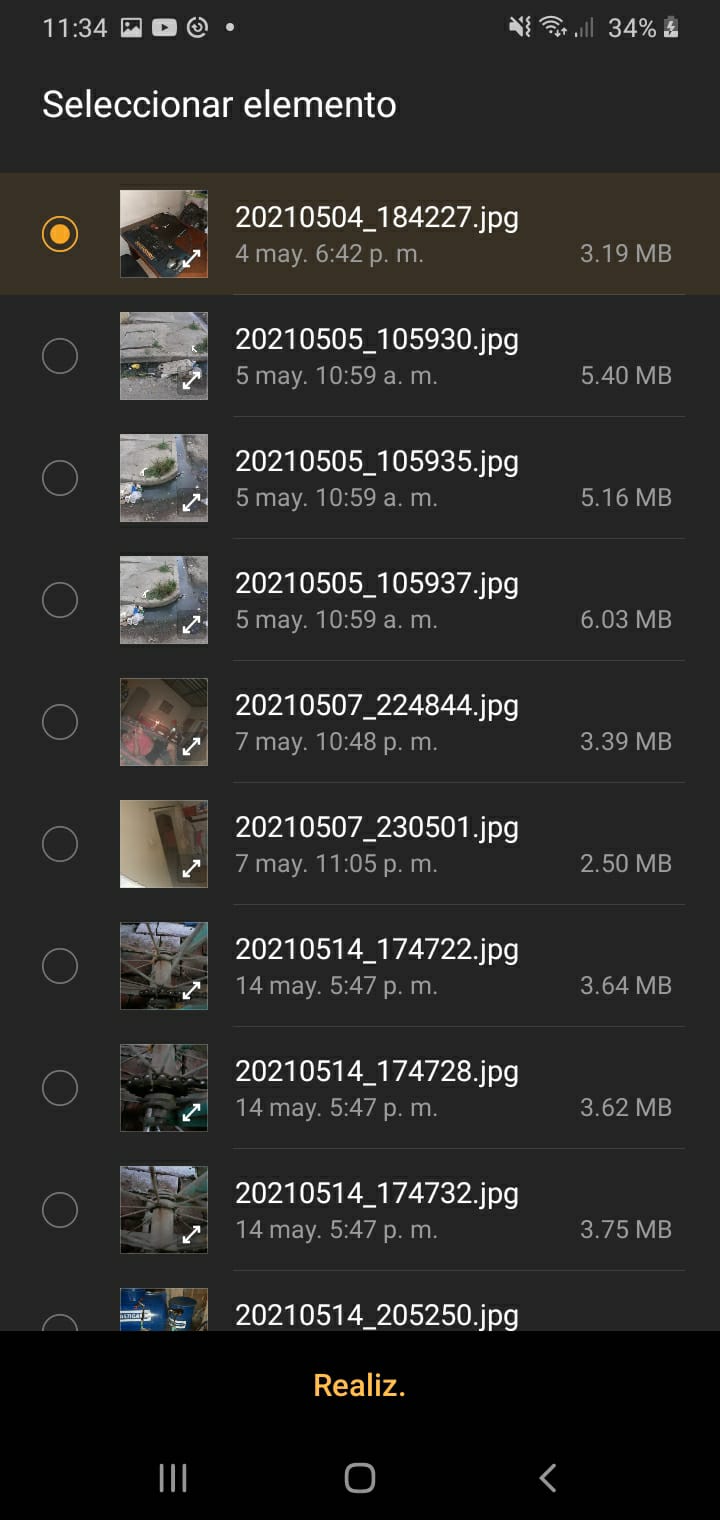 11:34 34%
Seleccionar elemento
20210504_184227.jpg
4 may. 6:42 p. m. 3.19 MB
20210505_105930.jpg
5 may. 10:59 a. m. 5.40 MB
20210505_105935.jpg
5 may. 10:59 a. m. 5.16 MB
20210505_105937.jpg
5 may. 10:59 a. m. 6.03 MB
20210507_224844.jpg
7 may. 10:48 p. m. 3.39 MB
20210507_230501.jpg
7 may. 11:05 p. m. 2.50 MB
20210514_174722.jpg
14 may. 5:47 p. m. 3.64 MB
20210514_174728.jpg
14 may. 5:47 p. m. 3.62 MB
20210514_174732.jpg
14 may. 5:47 p. m. 3.75 MB
20210514_205250.jpg
Realiz.